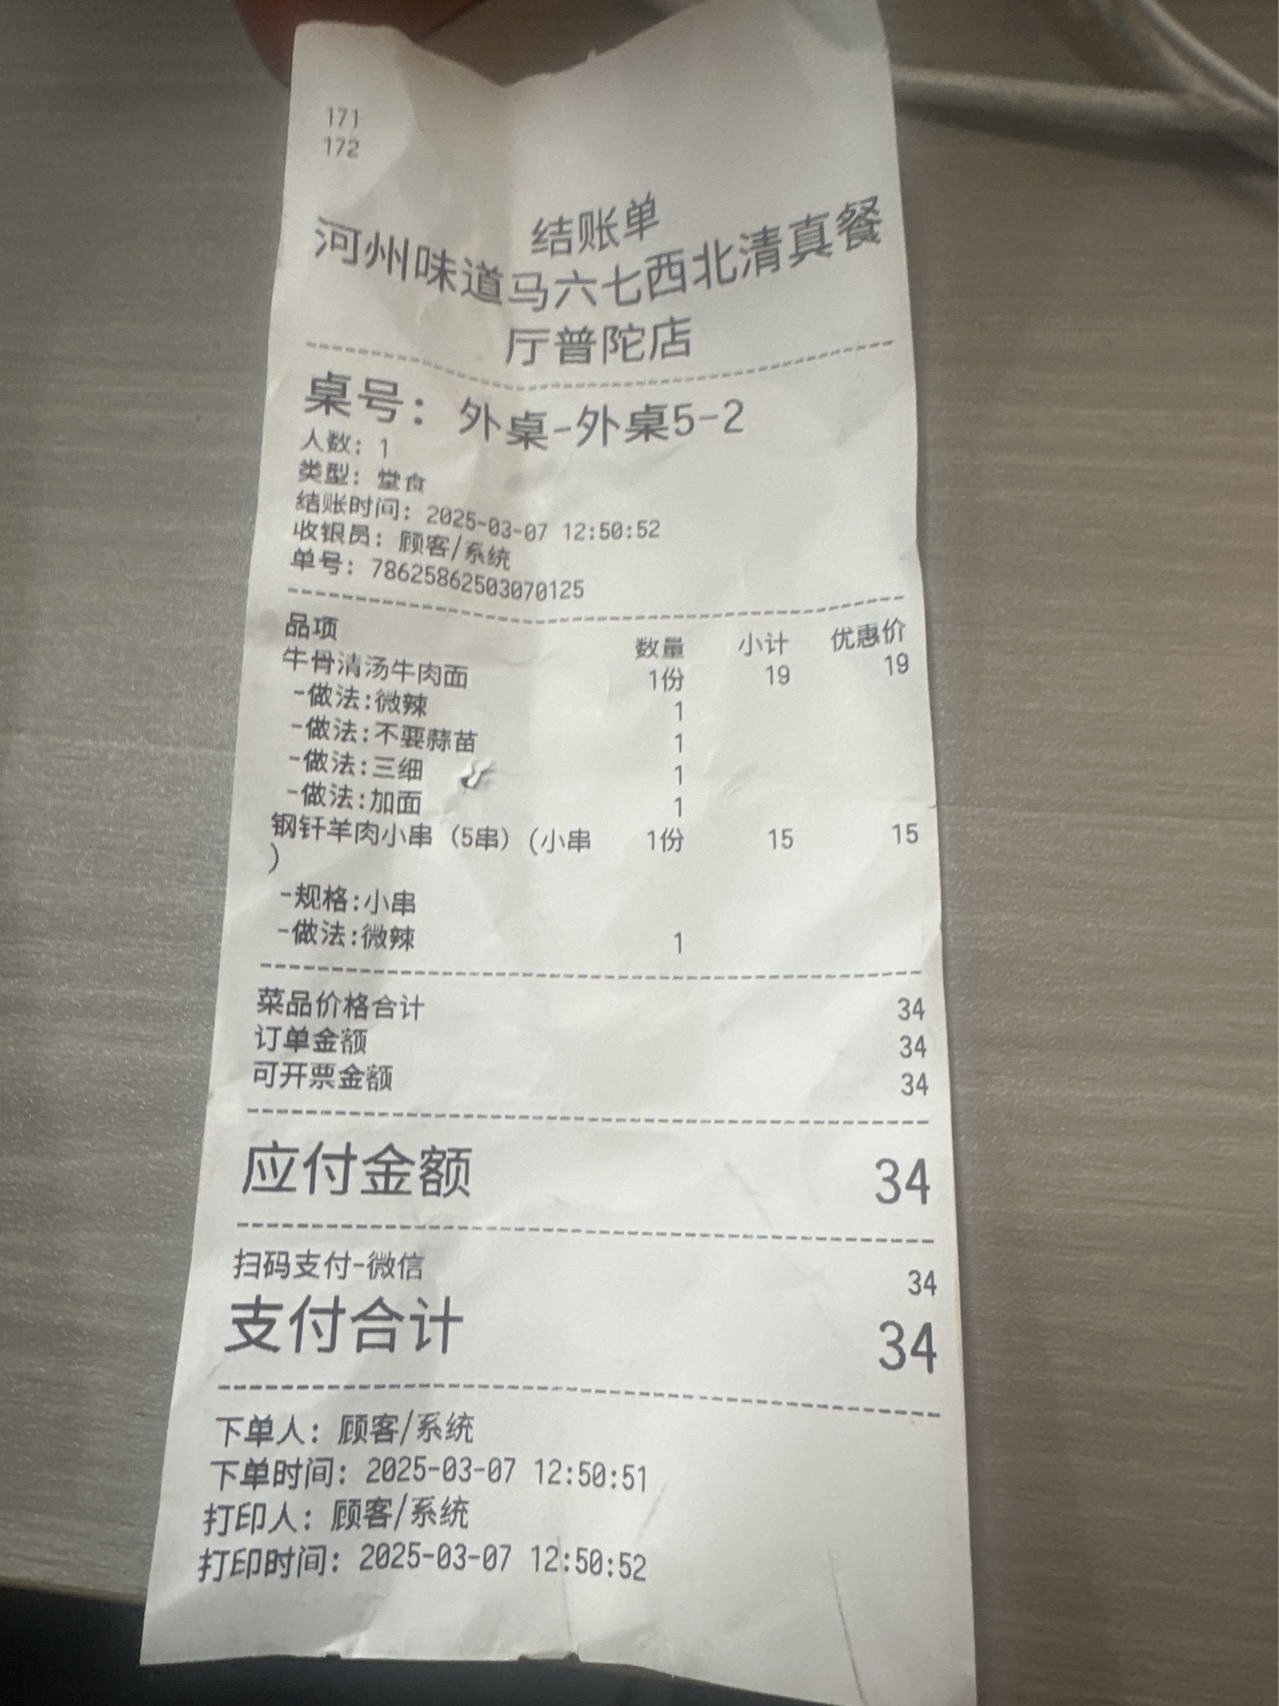 171
172
结账单
河州味道马六七西北清真餐
厅普陀店
桌号：外桌-外桌5-2
人数：1
类型：堂食
结账时间：2025-03-07 12:50:52
收银员：顾客/系统
单号：78625862503070125
品项 数量 小计 优惠价
牛骨清汤牛肉面 1份 19 19
-做法:微辣 1
-做法:不要蒜苗 1
-做法:三细 1
-做法:加面 1
钢钎羊肉小串（5串）(小串 1份 15 15
)
-规格:小串
-做法:微辣 1
菜品价格合计 34
订单金额 34
可开票金额 34
应付金额 34
扫码支付-微信 34
支付合计 34
下单人：顾客/系统
下单时间：2025-03-07 12:50:51
打印人：顾客/系统
打印时间：2025-03-07 12:50:52